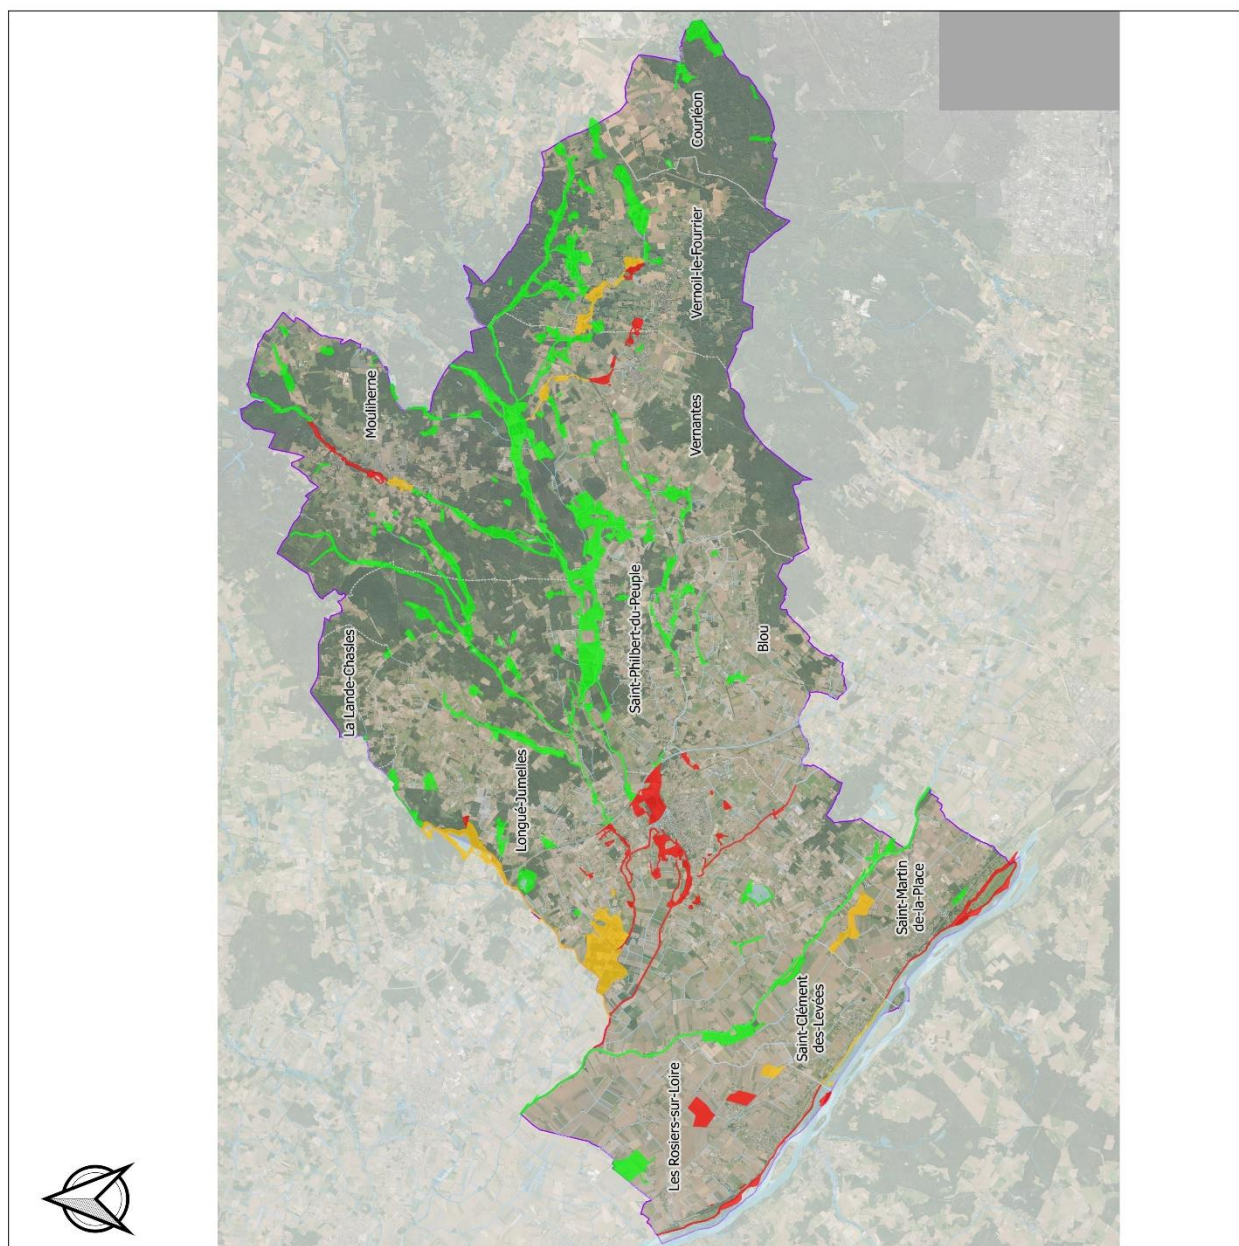 Courléon
Vernoil-le-Fourrier
Mouliherne
Vernantes
Saint-Philbert-du-Peuple
La Lande-Chasles
Blou
Longué-Jumelles
Saint-Martin
de-la-Place
Saint-Clément
des-Levées
Les Rosiers-sur-Loire